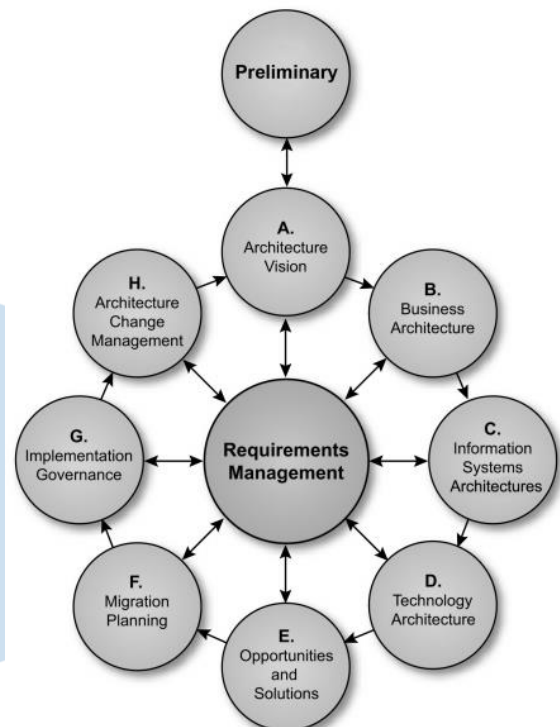 Preliminary
A.
Architecture
Vision
B.
Business
Architecture
C.
Information
Systems
Architectures
D.
Technology
Architecture
E.
Opportunities
and
Solutions
F.
Migration
Planning
G.
Implementation
Governance
H.
Architecture
Change
Management
Requirements
Management